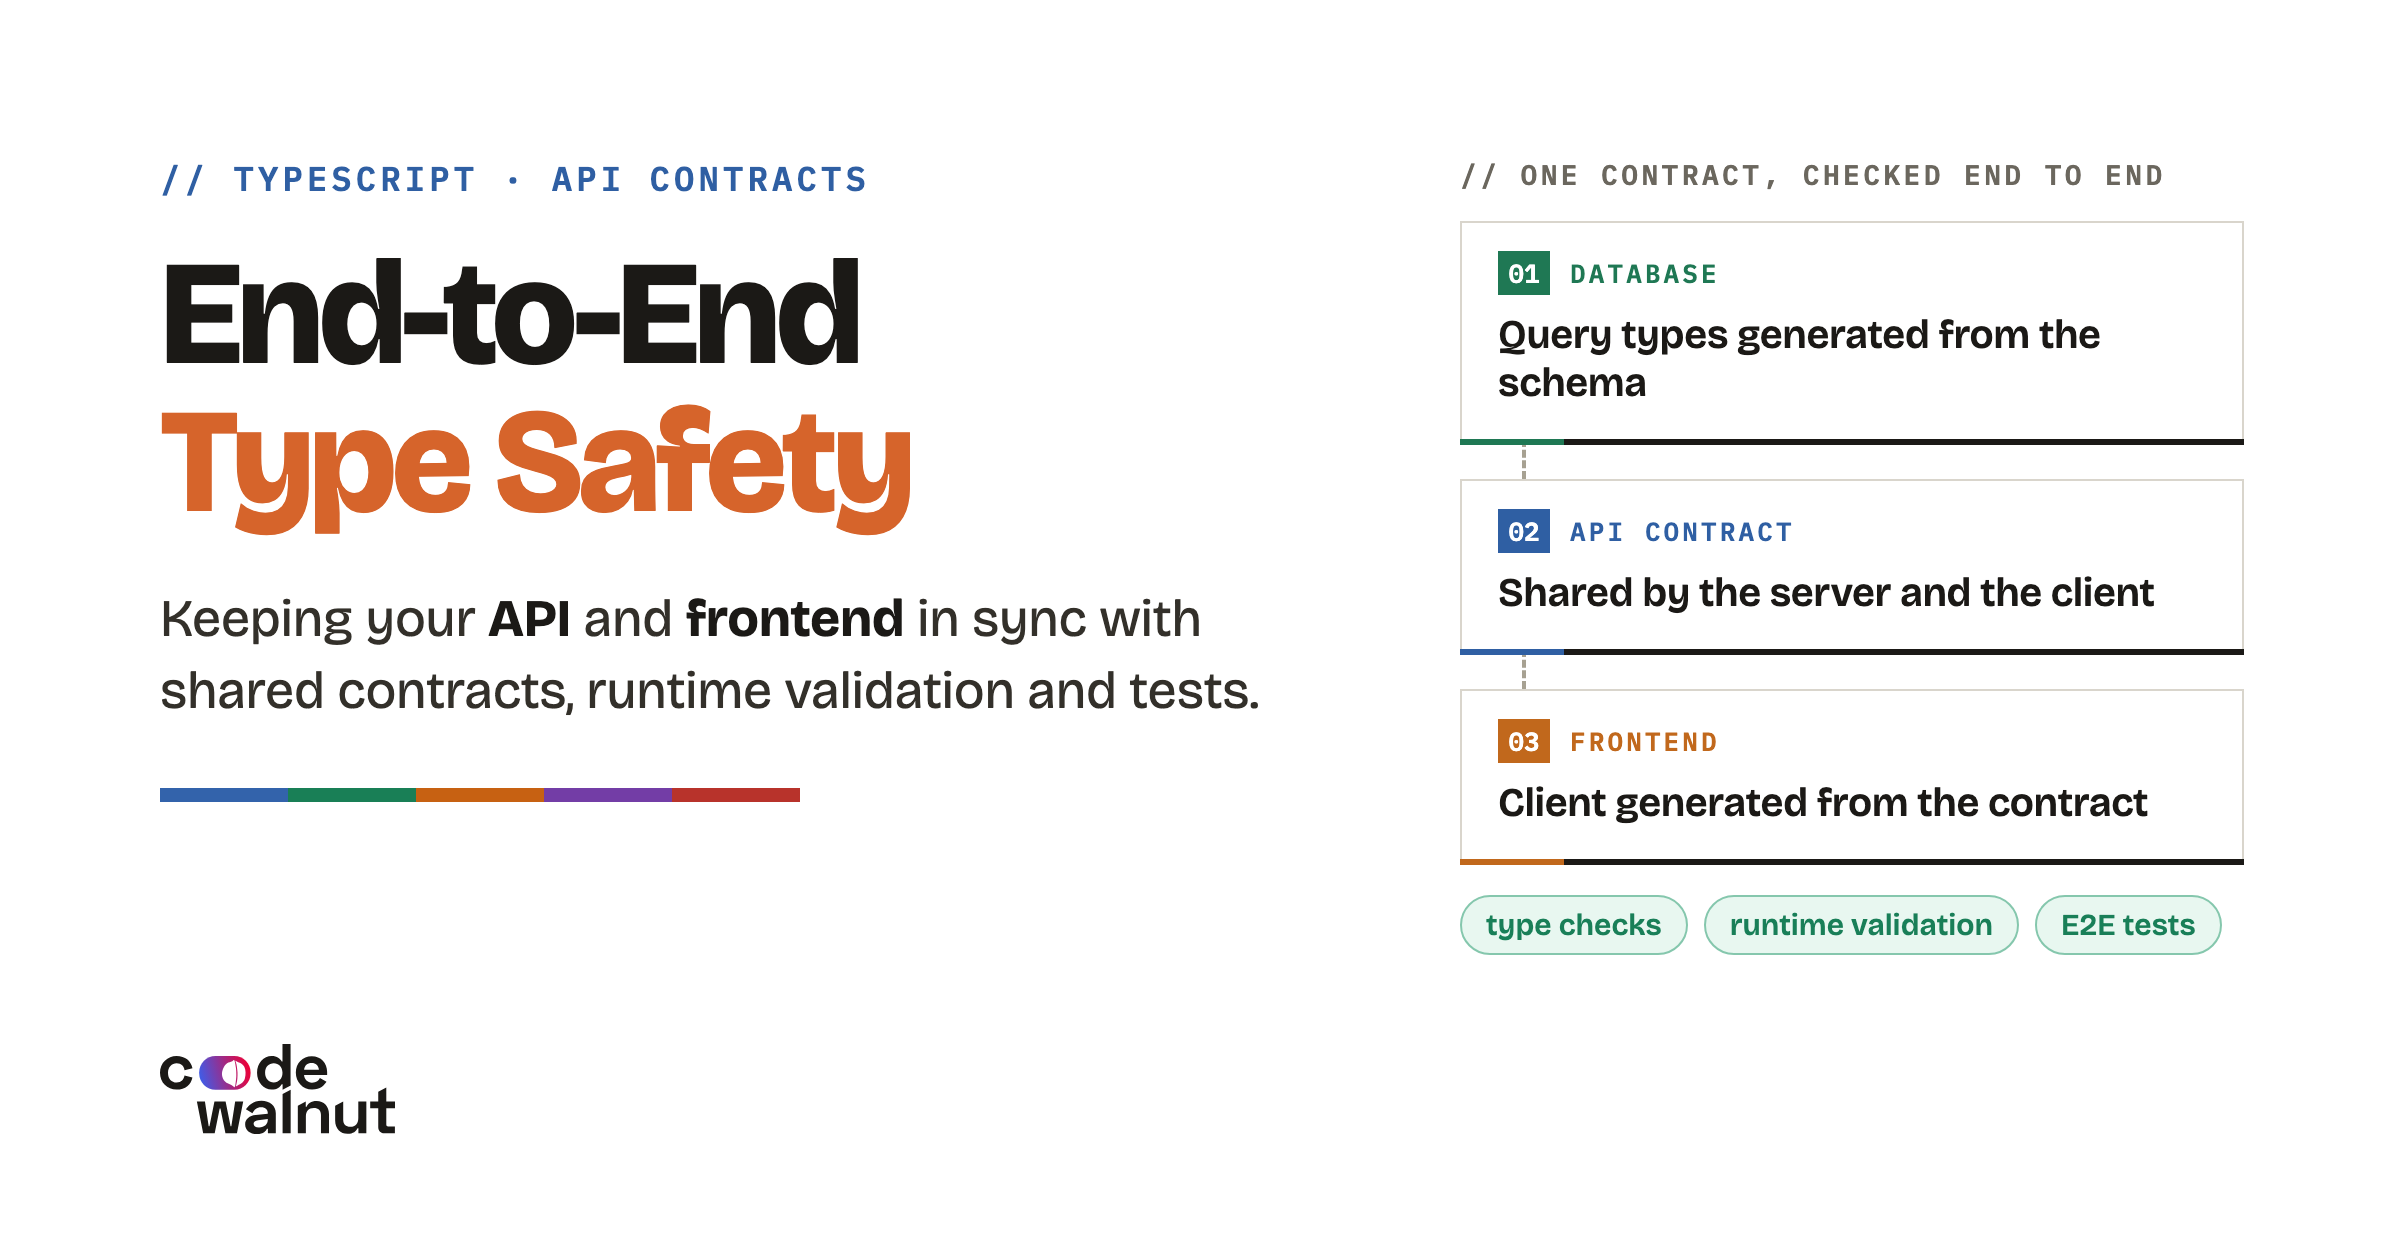 // TYPESCRIPT · API CONTRACTS
End-to-End
Type Safety
Keeping your API and frontend in sync with
shared contracts, runtime validation and tests.
code
walnut
// ONE CONTRACT, CHECKED END TO END
01 DATABASE
Query types generated from the
schema
02 API CONTRACT
Shared by the server and the client
03 FRONTEND
Client generated from the contract
type checks runtime validation E2E tests